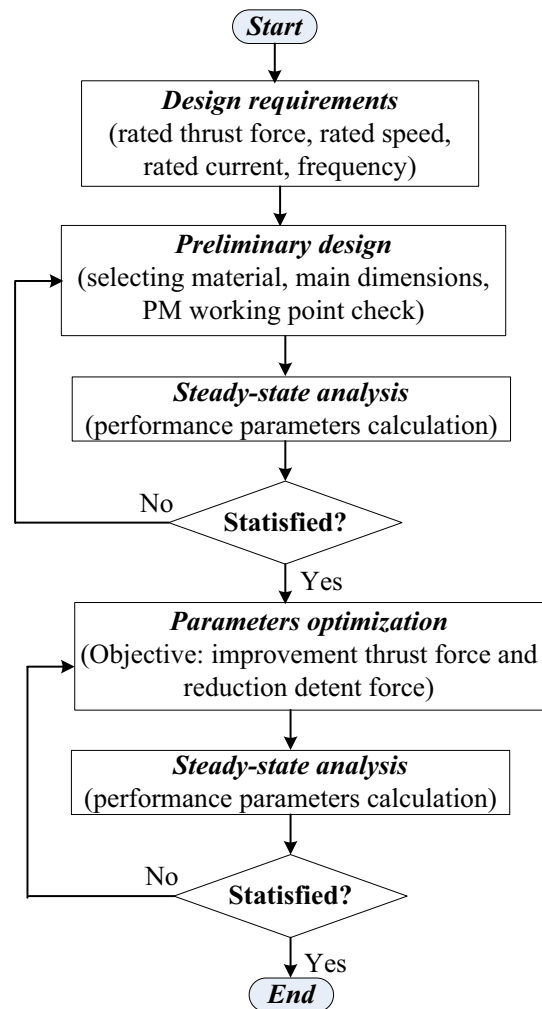 Start
Design requirements
(rated thrust force, rated speed,
rated current, frequency)
Preliminary design
(selecting material, main dimensions,
PM working point check)
Steady-state analysis
(performance parameters calculation)
No
Statisfied?
Yes
Parameters optimization
(Objective: improvement thrust force and
reduction detent force)
Steady-state analysis
(performance parameters calculation)
No
Statisfied?
Yes
End